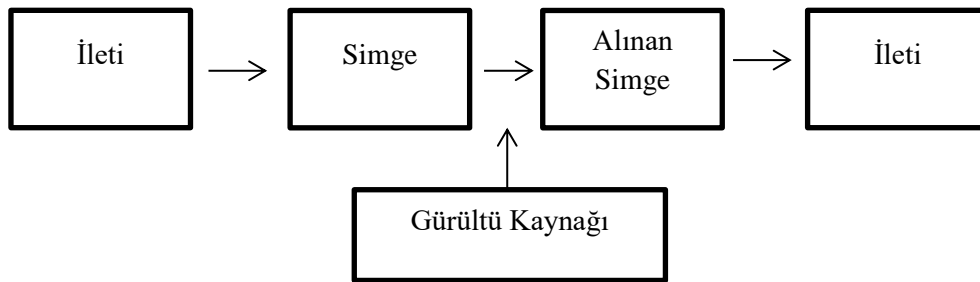 İleti
Simge
Alınan
Simge
İleti
Gürültü Kaynağı